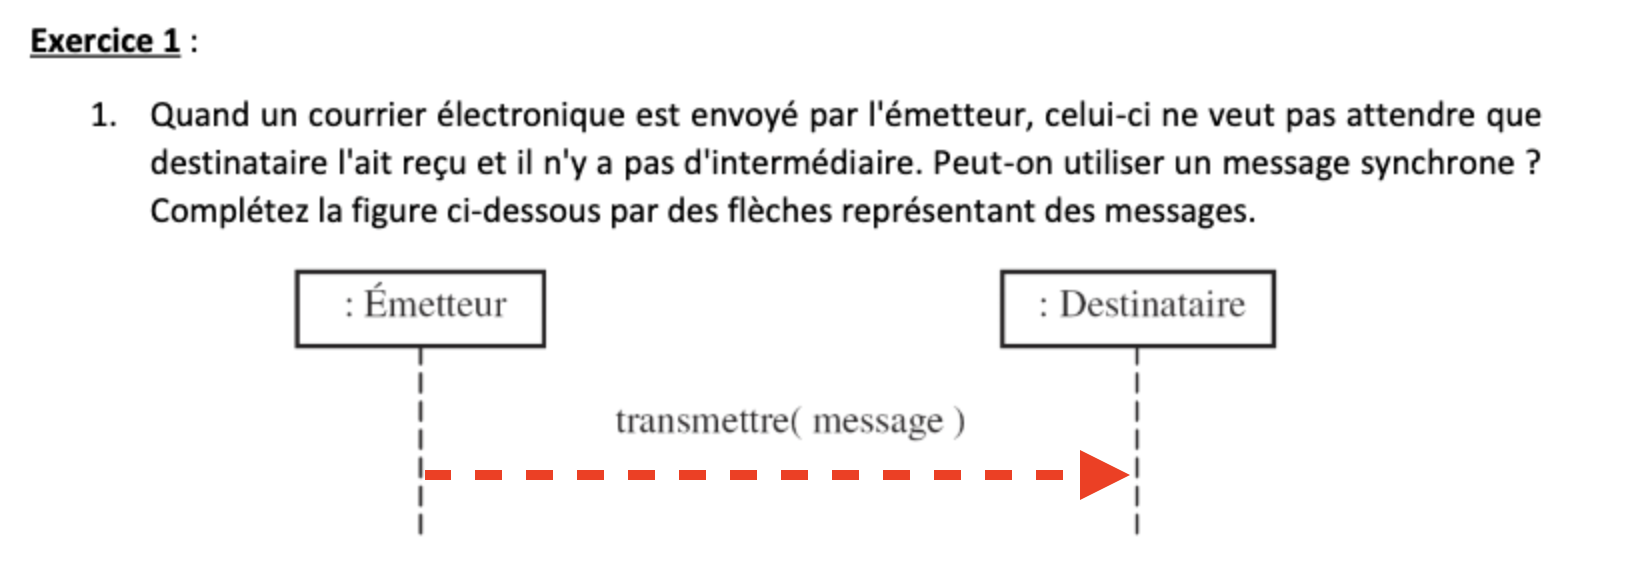 Exercice 1 :
1. Quand un courrier électronique est envoyé par l'émetteur, celui-ci ne veut pas attendre que
destinataire l'ait reçu et il n'y a pas d'intermédiaire. Peut-on utiliser un message synchrone ?
Complétez la figure ci-dessous par des flèches représentant des messages.
: Émetteur
: Destinataire
transmettre( message )